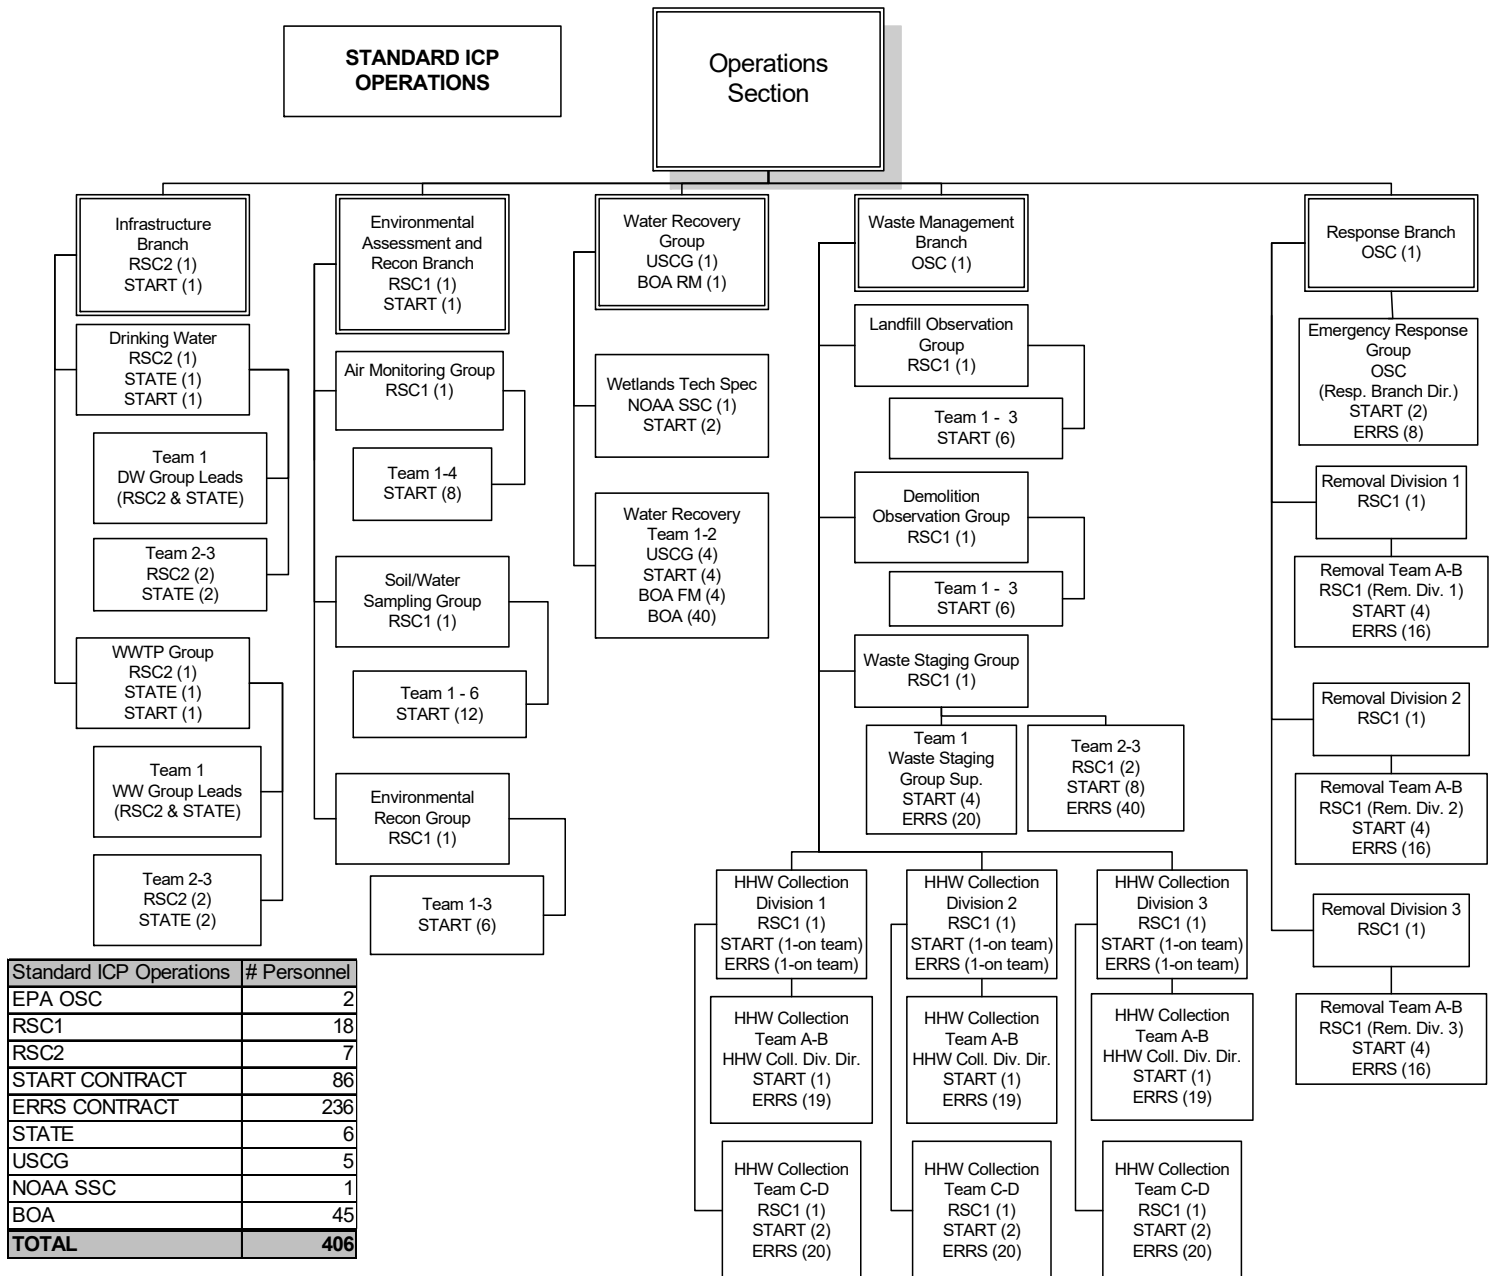 STANDARD ICP
OPERATIONS
Operations
Section
Infrastructure
Branch
RSC2 (1)
START (1)
Drinking Water
RSC2 (1)
STATE (1)
START (1)
Team 1
DW Group Leads
(RSC2 & STATE)
Team 2-3
RSC2 (2)
STATE (2)
WWTP Group
RSC2 (1)
STATE (1)
START (1)
Team 1
WW Group Leads
(RSC2 & STATE)
Team 2-3
RSC2 (2)
STATE (2)
Environmental
Assessment and
Recon Branch
RSC1 (1)
START (1)
Air Monitoring Group
RSC1 (1)
Team 1-4
START (8)
Soil/Water
Sampling Group
RSC1 (1)
Team 1 - 6
START (12)
Environmental
Recon Group
RSC1 (1)
Team 1-3
START (6)
Water Recovery
Group
USCG (1)
BOA RM (1)
Wetlands Tech Spec
NOAA SSC (1)
START (2)
Water Recovery
Team 1-2
USCG (4)
START (4)
BOA FM (4)
BOA (40)
Waste Management
Branch
OSC (1)
Landfill Observation
Group
RSC1 (1)
Team 1 - 3
START (6)
Demolition
Observation Group
RSC1 (1)
Team 1 - 3
START (6)
Waste Staging Group
RSC1 (1)
Team 1
Waste Staging
Group Sup.
START (4)
ERRS (20)
Team 2-3
RSC1 (2)
START (8)
ERRS (40)
HHW Collection
Division 1
RSC1 (1)
START (1-on team)
ERRS (1-on team)
HHW Collection
Team A-B
HHW Coll. Div. Dir.
START (1)
ERRS (19)
HHW Collection
Team C-D
RSC1 (1)
START (2)
ERRS (20)
HHW Collection
Division 2
RSC1 (1)
START (1-on team)
ERRS (1-on team)
HHW Collection
Team A-B
HHW Coll. Div. Dir.
START (1)
ERRS (19)
HHW Collection
Team C-D
RSC1 (1)
START (2)
ERRS (20)
HHW Collection
Division 3
RSC1 (1)
START (1-on team)
ERRS (1-on team)
HHW Collection
Team A-B
HHW Coll. Div. Dir.
START (1)
ERRS (19)
HHW Collection
Team C-D
RSC1 (1)
START (2)
ERRS (20)
Response Branch
OSC (1)
Emergency Response
Group
OSC
(Resp. Branch Dir.)
START (2)
ERRS (8)
Removal Division 1
RSC1 (1)
Removal Team A-B
RSC1 (Rem. Div. 1)
START (4)
ERRS (16)
Removal Division 2
RSC1 (1)
Removal Team A-B
RSC1 (Rem. Div. 2)
START (4)
ERRS (16)
Removal Division 3
RSC1 (1)
Removal Team A-B
RSC1 (Rem. Div. 3)
START (4)
ERRS (16)
Standard ICP Operations # Personnel
EPA OSC 2
RSC1 18
RSC2 7
START CONTRACT 86
ERRS CONTRACT 236
STATE 6
USCG 5
NOAA SSC 1
BOA 45
TOTAL 406